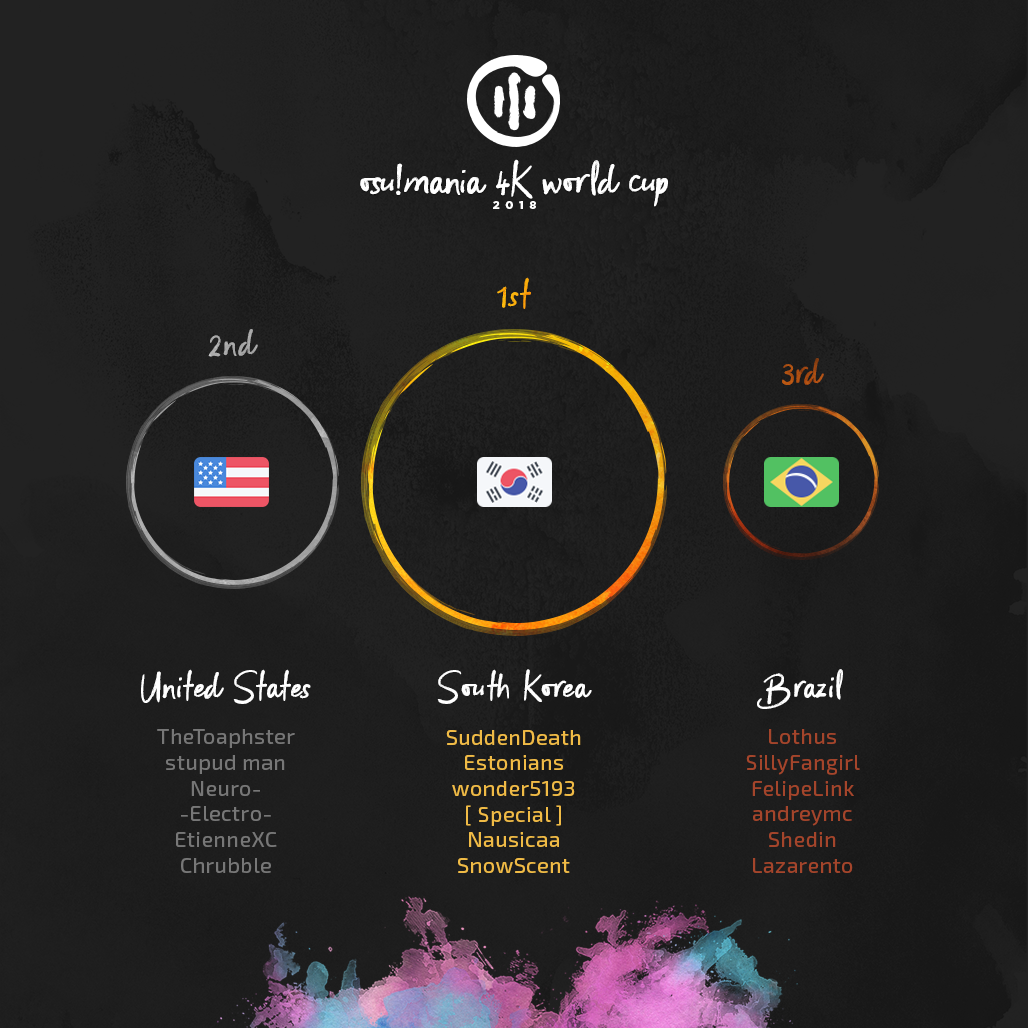 osu!mania 4K world cup
2018
1st
2nd
3rd
United States
TheToaphster
stupud man
Neuro-
-Electro-
EtienneXC
Chrubble
South Korea
SuddenDeath
Estonians
wonder5193
[ Special ]
Nausicaa
SnowScent
Brazil
Lothus
SillyFangirl
FelipeLink
andreymc
Shedin
Lazarento